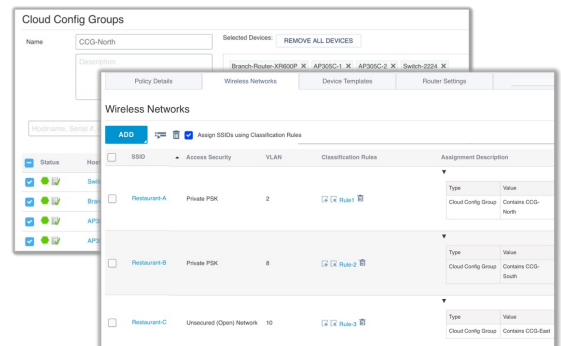 Cloud Config Groups
Name
CCG-North
Selected Devices:
REMOVE ALL DEVICES
Description
Branch-Router-XR600P X AP305C-1 X AP305C-2 X Switch-2224 X
Hostname, Serial #,
Status
Host
Swit
Bran
AP3
AP3
Policy Details
Wireless Networks
Device Templates
Router Settings
Wireless Networks
ADD
Assign SSIDs using Classification Rules
SSID
Access Security
VLAN
Classification Rules
Assignment Description
Restaurant-A
Private PSK
2
Rule1
Type
Value
Cloud Config Group
Contains CCG-
North
Restaurant-B
Private PSK
8
Rule-2
Type
Value
Cloud Config Group
Contains CCG-
South
Restaurant-C
Unsecured (Open) Network
10
Rule-3
Type
Value
Cloud Config Group
Contains CCG-East